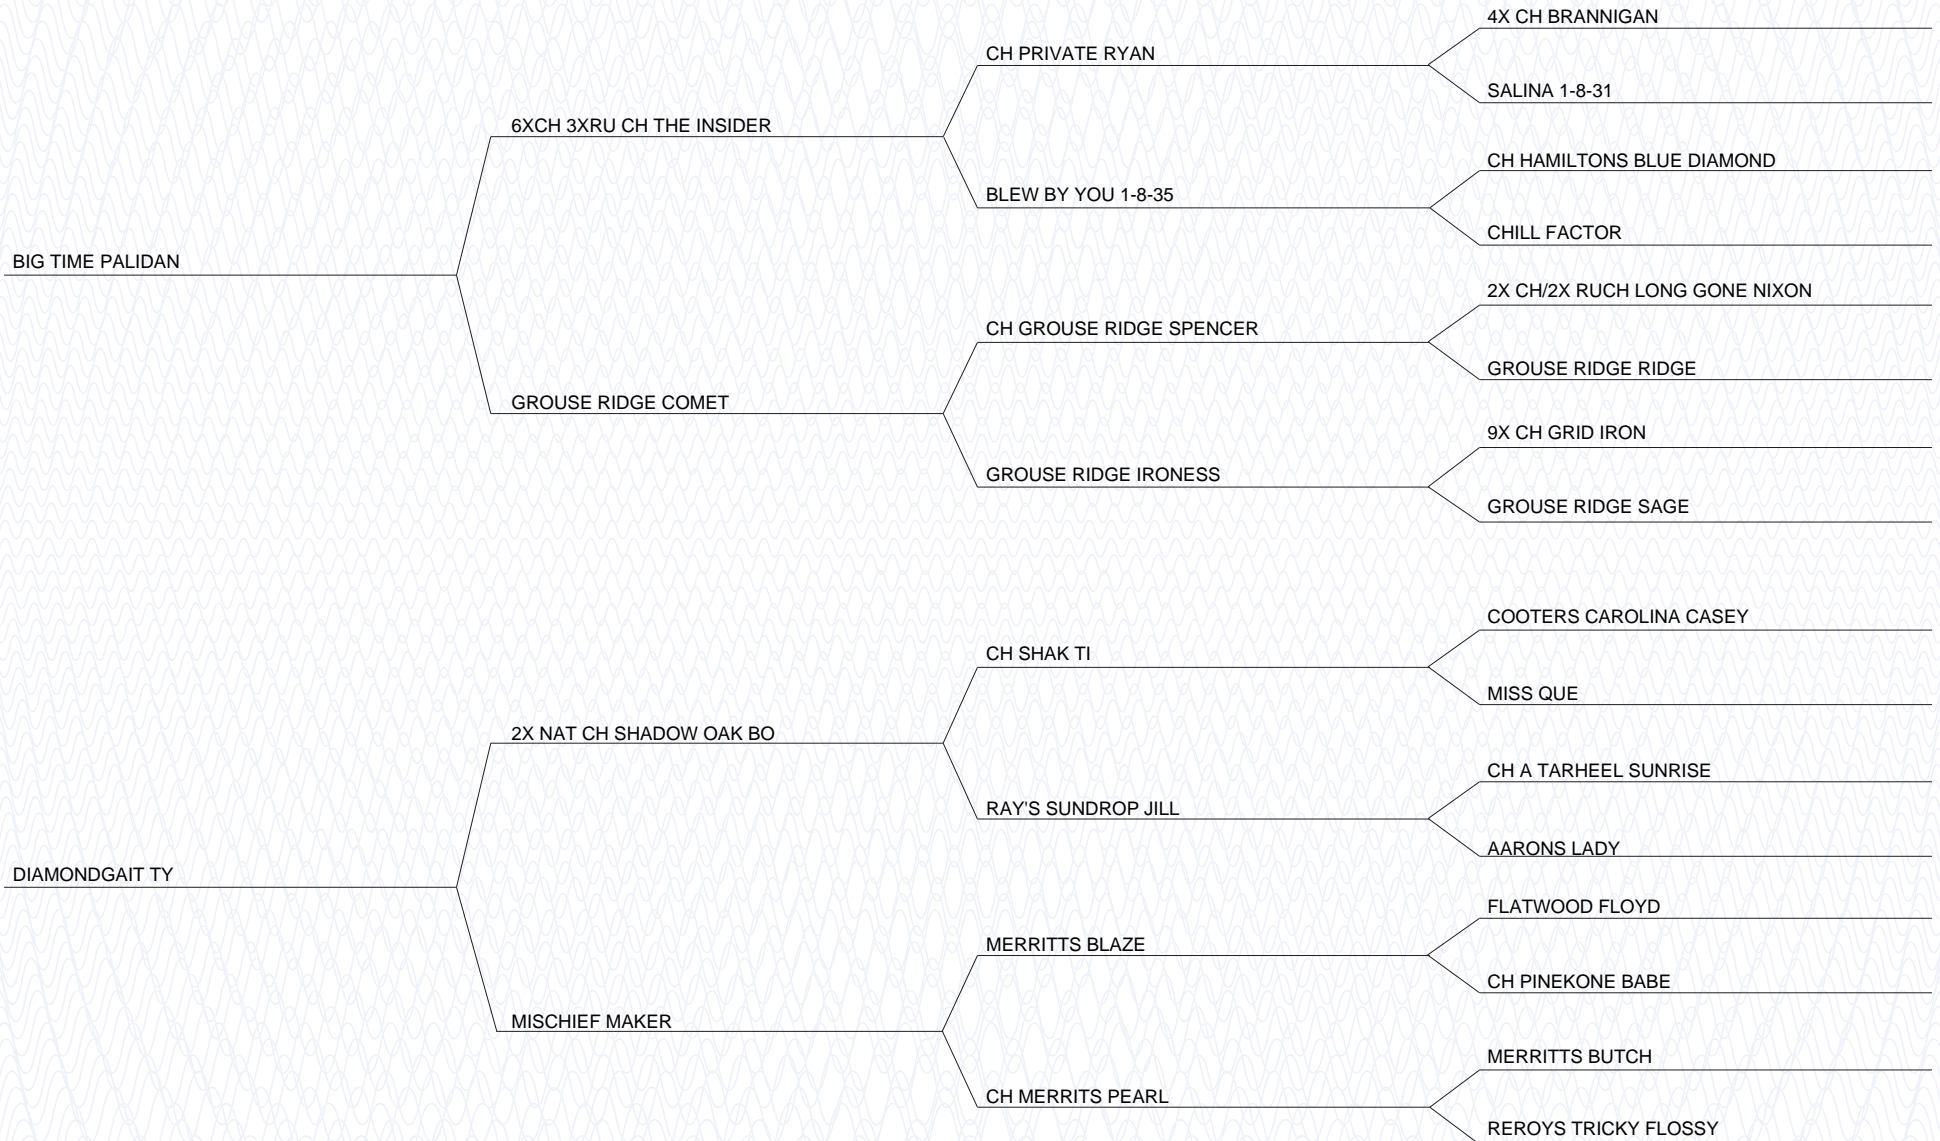 4X CH BRANNIGAN
CH PRIVATE RYAN
SALINA 1-8-31
6XCH 3XRU CH THE INSIDER
CH HAMILTONS BLUE DIAMOND
BLEW BY YOU 1-8-35
CHILL FACTOR
BIG TIME PALIDAN
2X CH/2X RUCH LONG GONE NIXON
CH GROUSE RIDGE SPENCER
GROUSE RIDGE RIDGE
GROUSE RIDGE COMET
9X CH GRID IRON
GROUSE RIDGE IRONESS
GROUSE RIDGE SAGE
COOTERS CAROLINA CASEY
CH SHAK TI
MISS QUE
2X NAT CH SHADOW OAK BO
CH A TARHEEL SUNRISE
RAY'S SUNDROP JILL
AARONS LADY
DIAMONDGAIT TY
FLATWOOD FLOYD
MERRITTS BLAZE
CH PINEKONE BABE
MISCHIEF MAKER
MERRITTS BUTCH
CH MERRITS PEARL
REROYS TRICKY FLOSSY